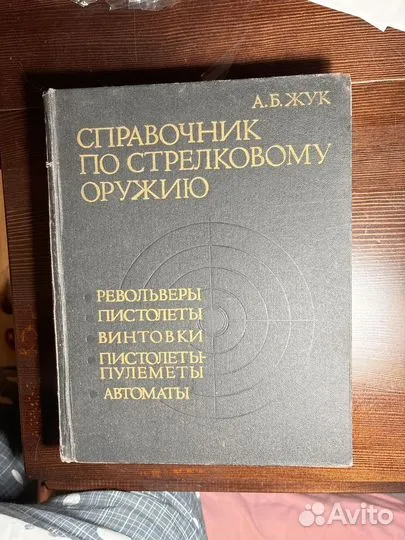 А.Б.ЖУК
СПРАВОЧНИК
ПО СТРЕЛКОВОМУ
ОРУЖИЮ
РЕВОЛЬВЕРЫ
ПИСТОЛЕТЫ
ВИНТОВКИ
ПИСТОЛЕТЫ-
ПУЛЕМЕТЫ
АВТОМАТЫ
Avito